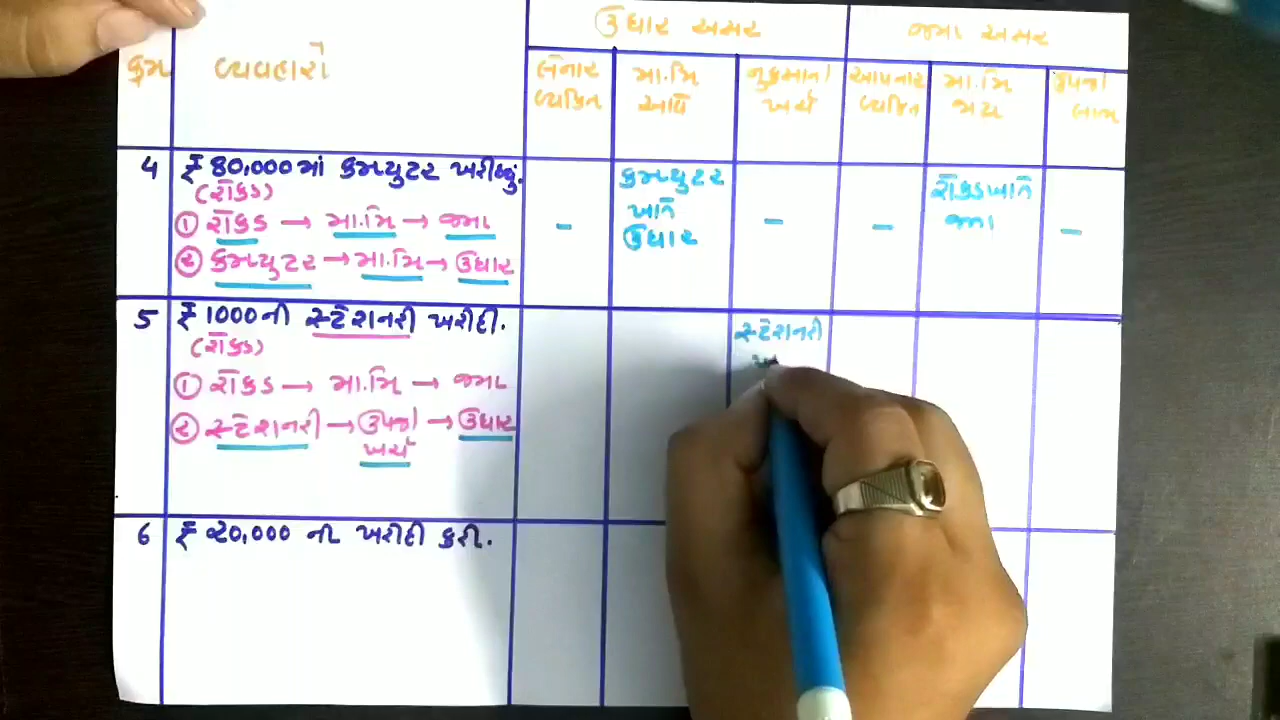 ઉધાર અસર
જમા અસર
ક્રમ
વ્યવહારો
લેનાર
વ્યક્તિ
મા.મિ
આવે
નુકસાન/
ખર્ચ
આપનાર
વ્યક્તિ
મા.મિ
જાય
ઉપજ/
લાભ
4
₹ 80,000માં કમ્પ્યુટર ખરીદ્યું.
(રોકડ)
① રોકડ → મા.મિ → જમા
② કમ્પ્યુટર → મા.મિ → ઉધાર
-
કમ્પ્યુટર
ખાતે
ઉધાર
-
-
રોકડખાતે
જમા
-
5
₹ 1000ની સ્ટેશનરી ખરીદી.
(રોકડ)
① રોકડ → મા.મિ → જમા
② સ્ટેશનરી → ઉપજ/ → ઉધાર
ખર્ચ
સ્ટેશનરી
6
₹ 20,000 ની ખરીદી કરી.